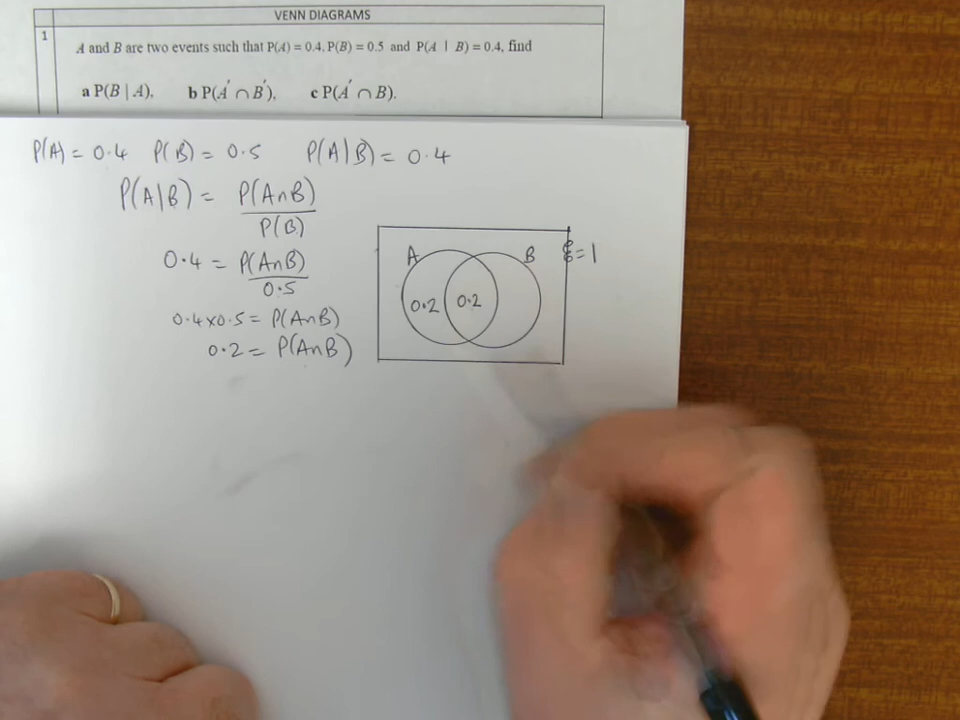 VENN DIAGRAMS
1
A and B are two events such that P(A) = 0.4, P(B) = 0.5 and P(A | B) = 0.4, find
a P(B | A), b P(A′ ∩ B′), c P(A′ ∩ B).
P(A) = 0.4 P(B) = 0.5 P(A|B) = 0.4
P(A|B) = P(A∩B)
P(B)
0.4 = P(A∩B)
0.5
0.4×0.5 = P(A∩B)
0.2 = P(A∩B)
A B ξ=1
0.2 0.2